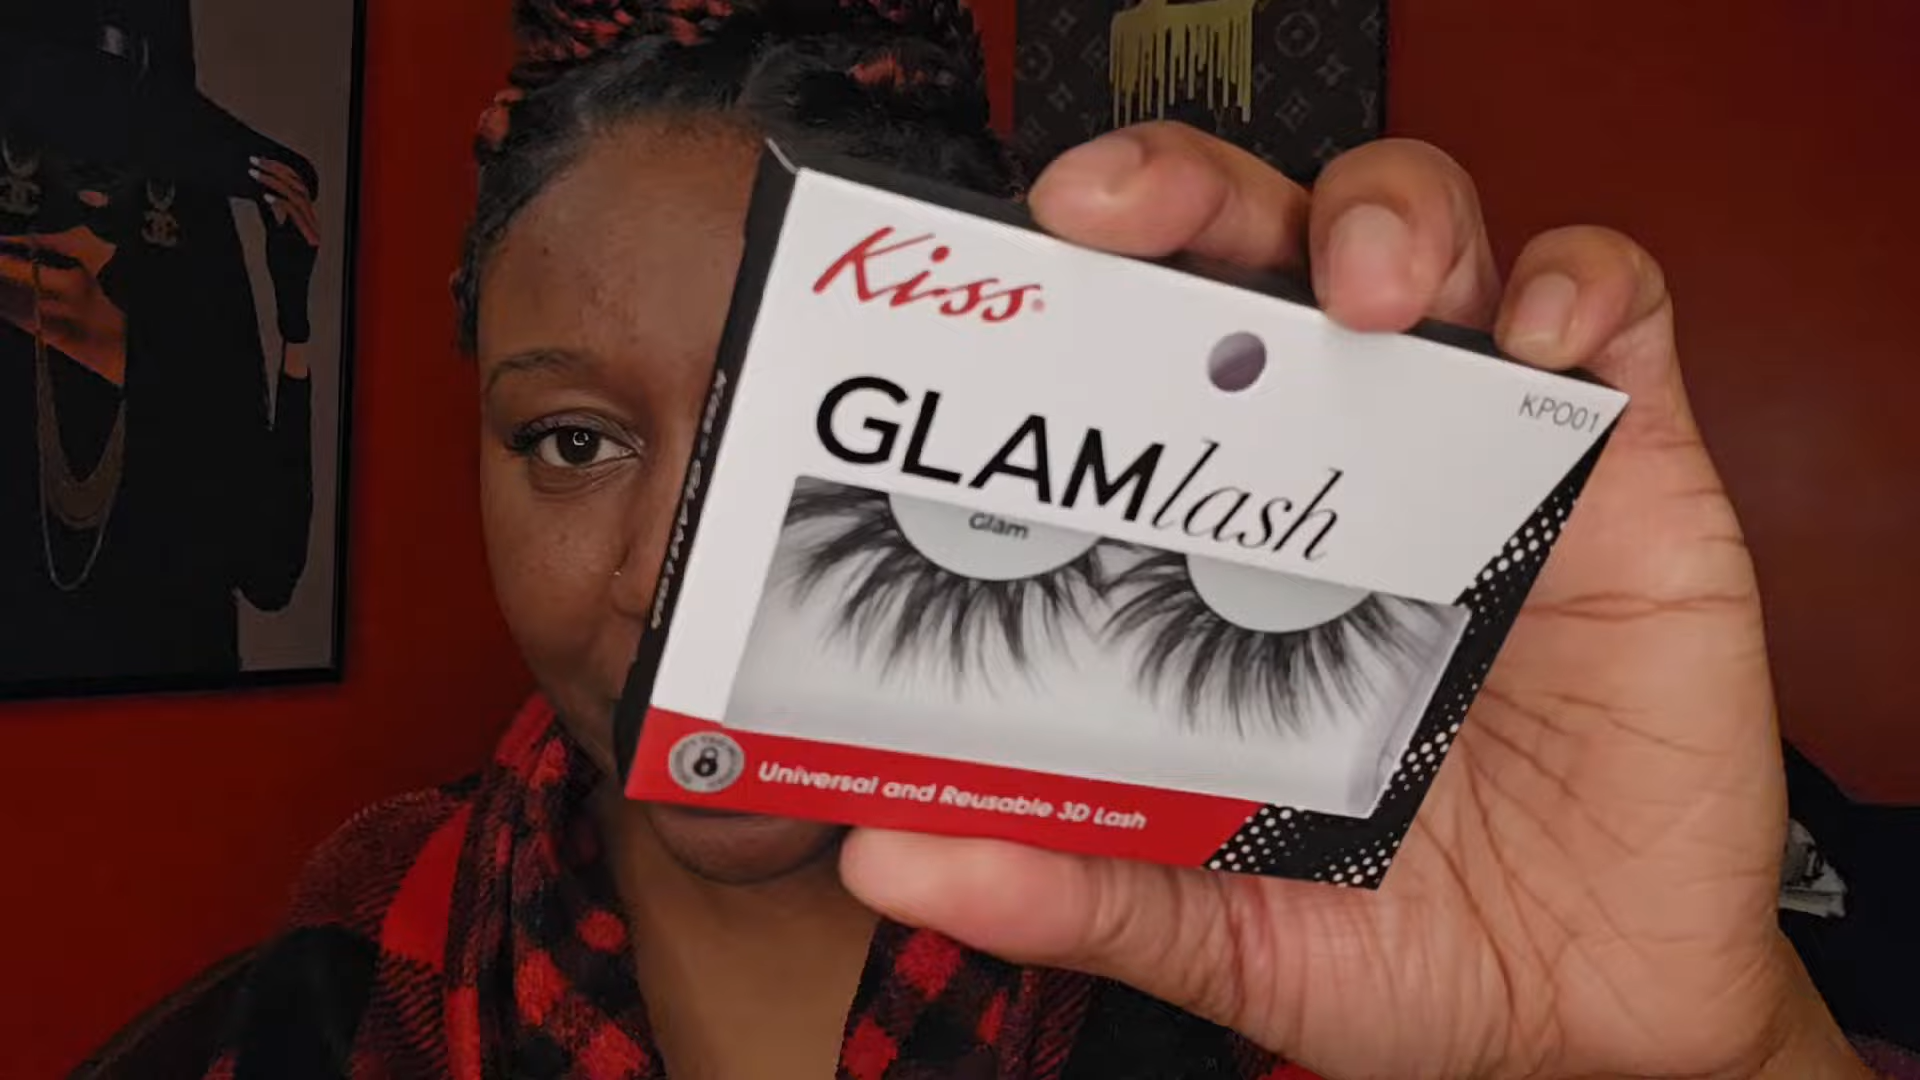 Kiss
GLAMlash
KPO01
Glam
Universal and Reusable 3D Lash